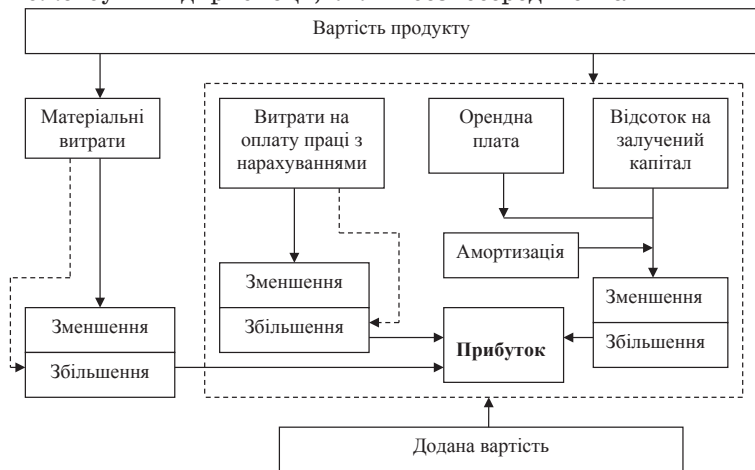 Вартість продукту
Матеріальні
витрати
Витрати на
оплату праці з
нарахуваннями
Орендна
плата
Відсоток на
залучений
капітал
Амортизація
Зменшення
Збільшення
Зменшення
Збільшення
Зменшення
Збільшення
Прибуток
Додана вартість